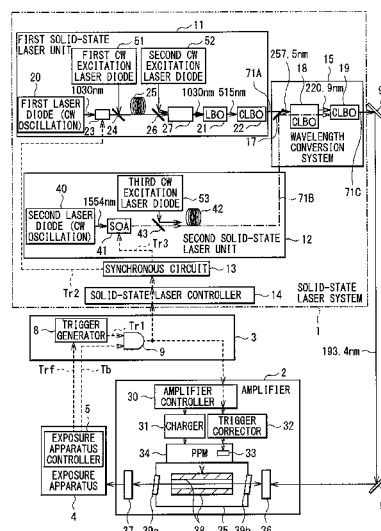 11
FIRST SOLID-STATE
LASER UNIT
51
52
FIRST CW
EXCITATION
LASER DIODE
SECOND CW
EXCITATION
LASER DIODE
20
FIRST LASER
DIODE (CW
OSCILLATION)
1030nm
23
24
25
26
27
1030nm
515nm
LBO
21
CLBO
22
71A
17
257.5nm
18
15
220.9nm
19
CLBO
CLBO
WAVELENGTH
CONVERSION
SYSTEM
71C
40
SECOND LASER
DIODE (CW
OSCILLATION)
1554nm
SOA
41
THIRD CW
EXCITATION
LASER DIODE
53
43
42
Tr3
71B
SECOND SOLID-STATE
LASER UNIT
12
SYNCHRONOUS CIRCUIT
13
Tr2
SOLID-STATE LASER CONTROLLER
14
SOLID-STATE
LASER SYSTEM
1
193.4nm
8
TRIGGER
GENERATOR
Tr1
9
3
Trf
Tb
2
AMPLIFIER
30
AMPLIFIER
CONTROLLER
31
CHARGER
TRIGGER
CORRECTOR
32
34
PPM
33
5
EXPOSURE
APPARATUS
CONTROLLER
EXPOSURE
APPARATUS
4
37
39a
38
35
39b
36